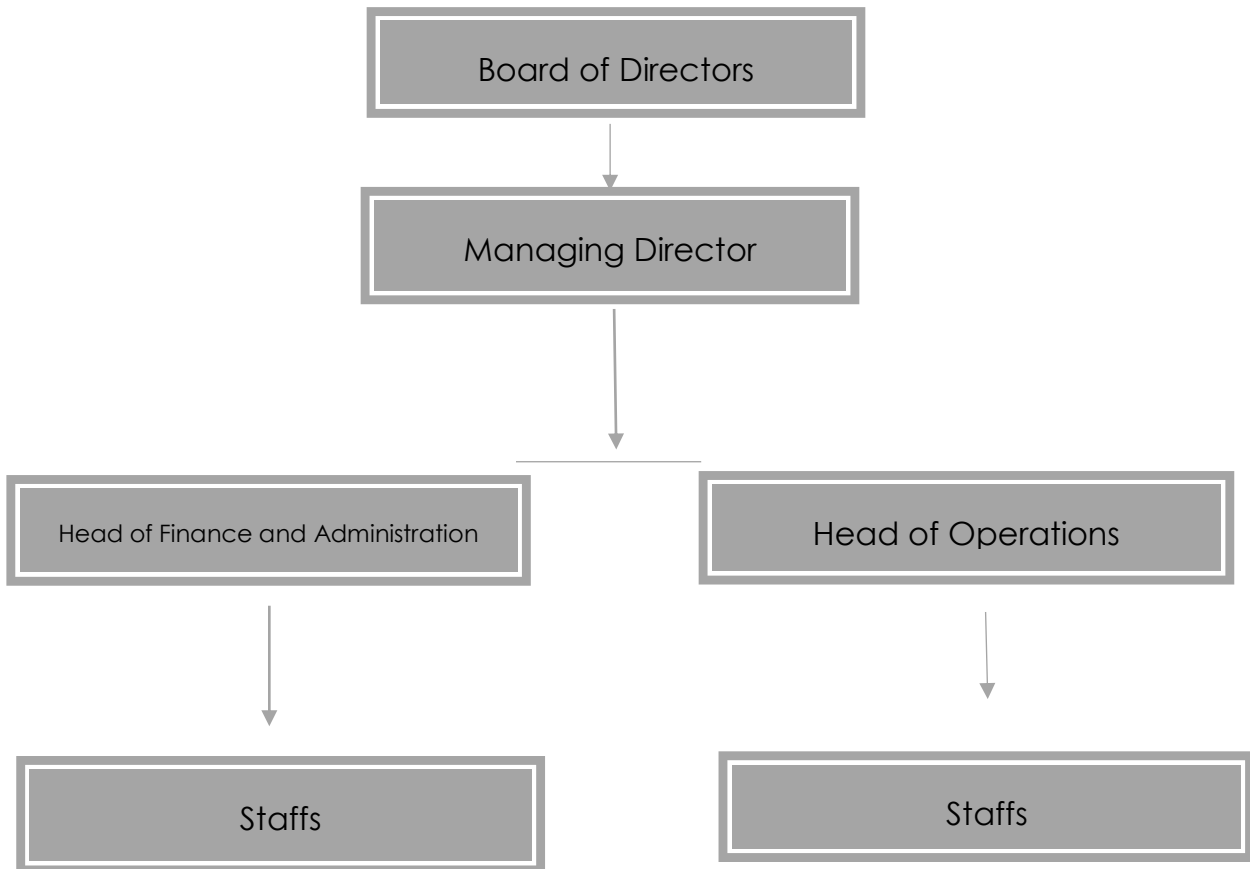 Board of Directors
Managing Director
Head of Finance and Administration
Head of Operations
Staffs
Staffs